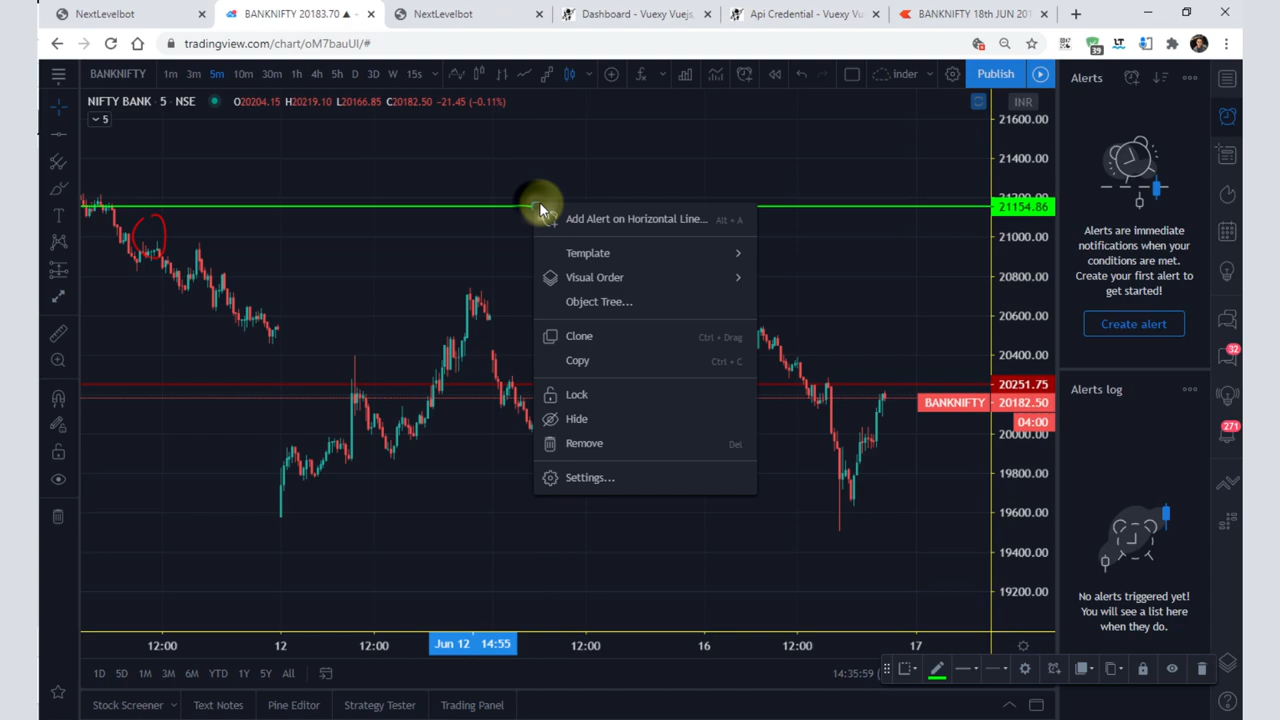 NextLevelbot
BANKNIFTY 20183.70 ▲
NextLevelbot
Dashboard - Vuexy Vuejs,
Api Credential - Vuexy Vu
BANKNIFTY 18TH JUN 201
tradingview.com/chart/oM7bauUI/#
39
BANKNIFTY 1m 3m 5m 10m 30m 1h 4h 5h D 3D W 15s
inder
Publish
NIFTY BANK · 5 · NSE O20204.15 H20219.10 L20166.85 C20182.50 −21.45 (−0.11%)
5
INR
21600.00
21400.00
21154.86
21000.00
20800.00
20600.00
20400.00
20251.75
BANKNIFTY 20182.50
04:00
20000.00
19800.00
19600.00
19400.00
19200.00
Add Alert on Horizontal Line... Alt + A
Template
Visual Order
Object Tree...
Clone Ctrl + Drag
Copy Ctrl + C
Lock
Hide
Remove Del
Settings...
12:00 12 12:00 Jun 12 14:55 12:00 16 12:00 17
1D 5D 1M 3M 6M YTD 1Y 5Y All
14:35:59
Stock Screener Text Notes Pine Editor Strategy Tester Trading Panel
Alerts
Alerts are immediate
notifications when your
conditions are met.
Create your first alert to
get started!
Create alert
Alerts log
No alerts triggered yet!
You will see a list here
when they do.
32
271